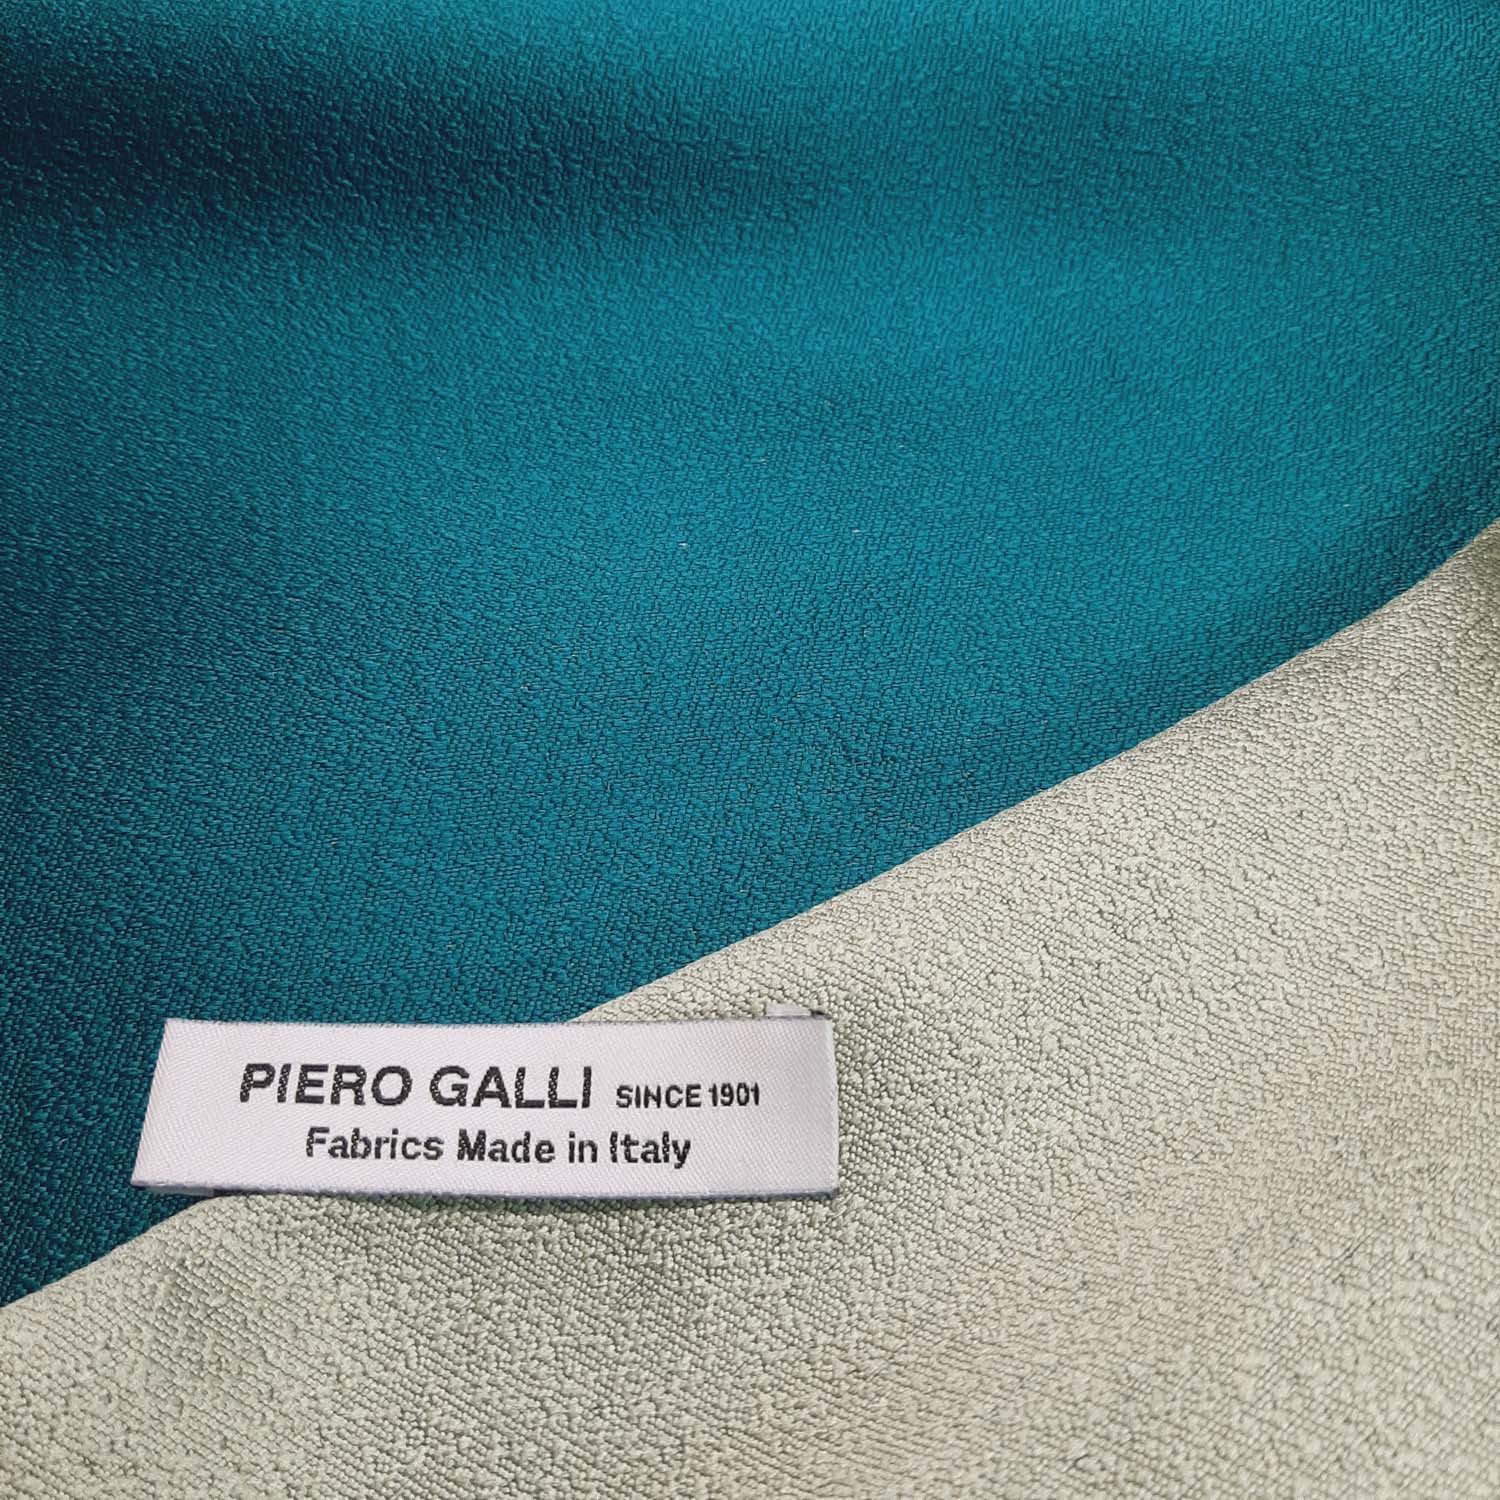 PIERO GALLI SINCE 1901
Fabrics Made in Italy